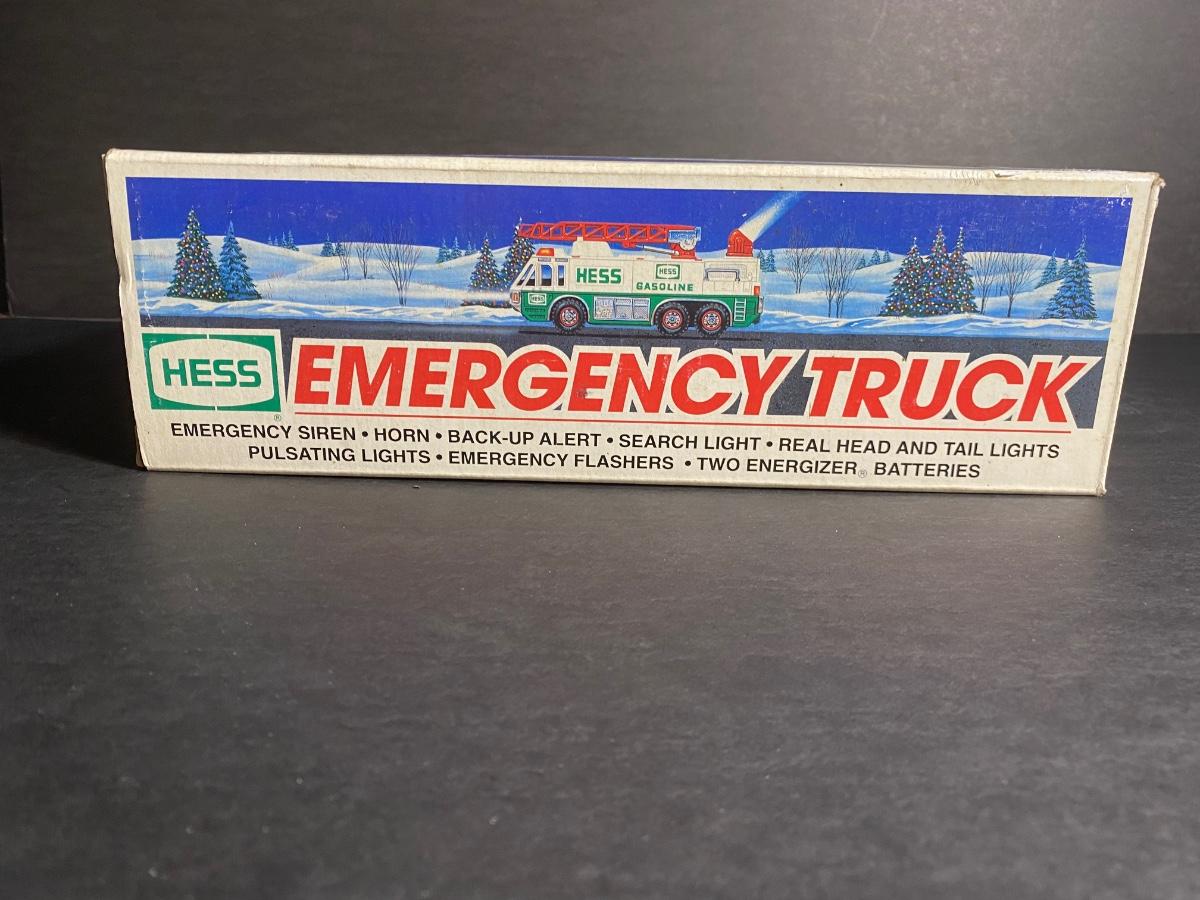 HESS
HESS
GASOLINE
HESS
HESS
®
EMERGENCY TRUCK
EMERGENCY SIREN • HORN • BACK-UP ALERT • SEARCH LIGHT • REAL HEAD AND TAIL LIGHTS
PULSATING LIGHTS • EMERGENCY FLASHERS • TWO ENERGIZER® BATTERIES